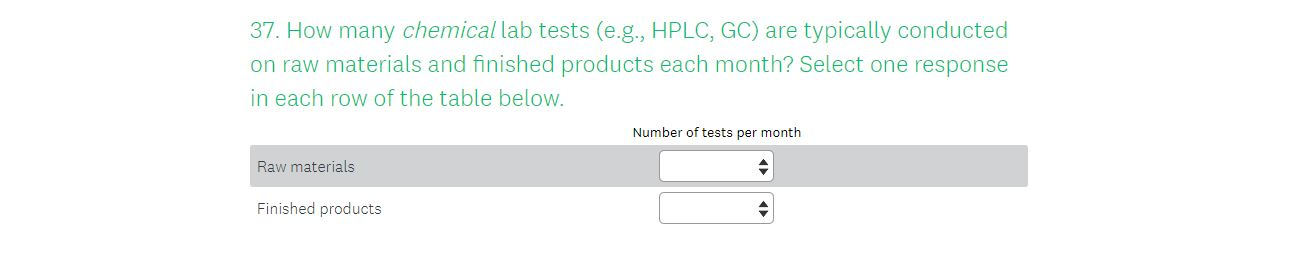 37. How many chemical lab tests (e.g., HPLC, GC) are typically conducted
on raw materials and finished products each month? Select one response
in each row of the table below.
Number of tests per month
Raw materials
Finished products